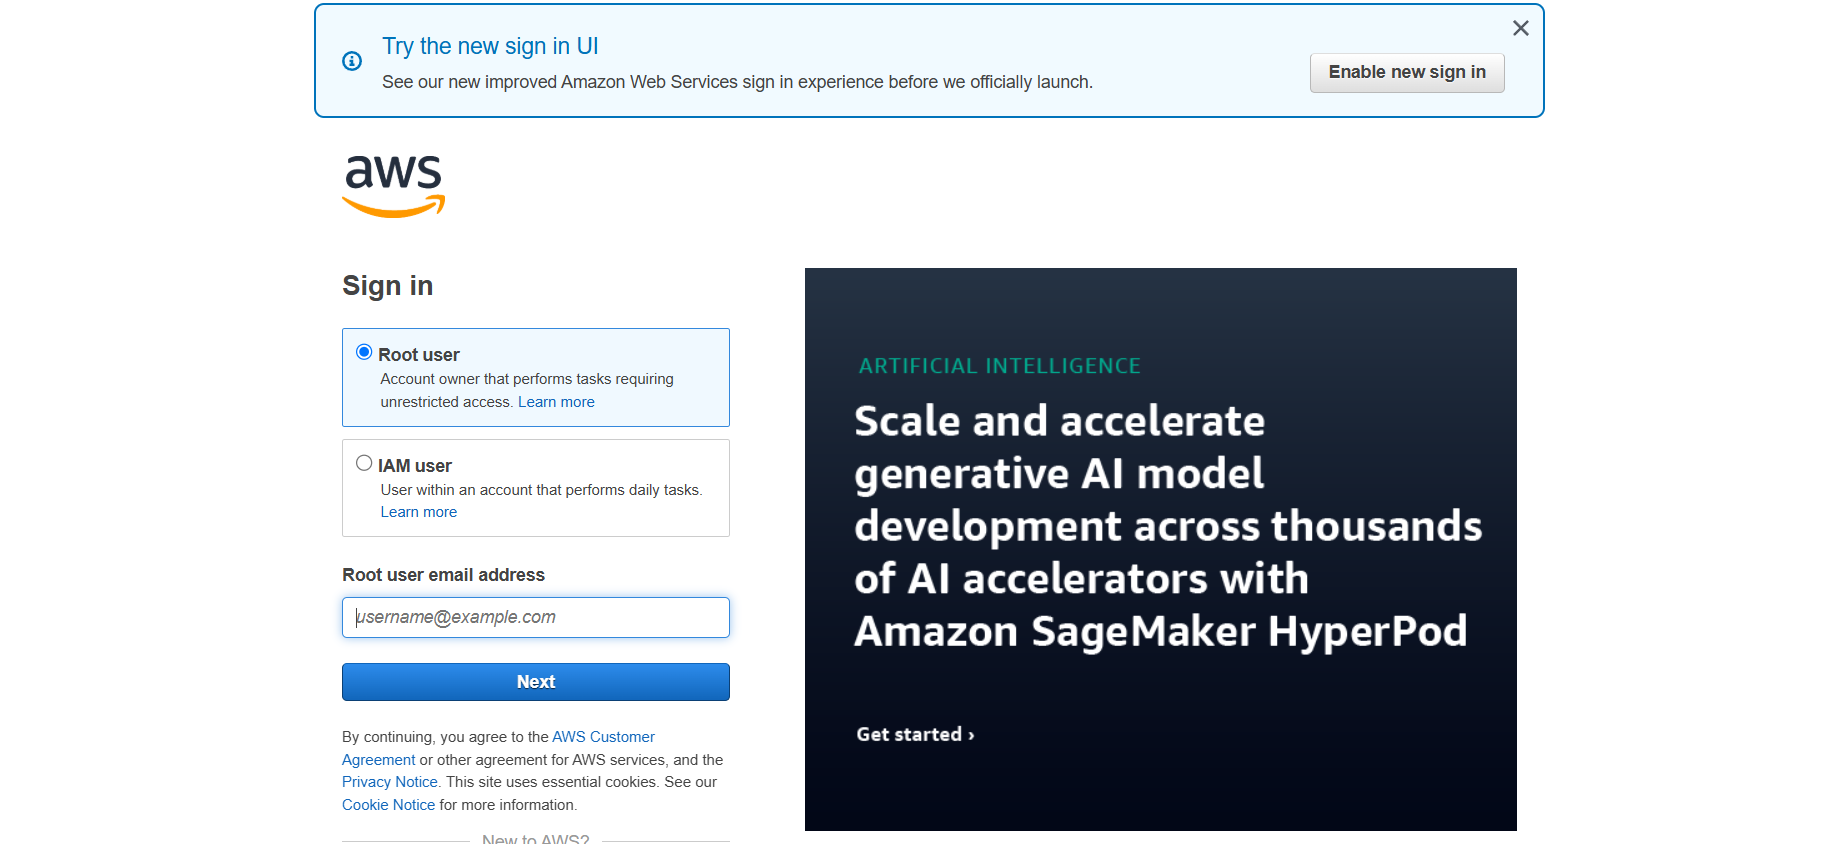 Try the new sign in UI
See our new improved Amazon Web Services sign in experience before we officially launch.
Enable new sign in
aws
Sign in
Root user
Account owner that performs tasks requiring
unrestricted access. Learn more
IAM user
User within an account that performs daily tasks.
Learn more
Root user email address
username@example.com
Next
By continuing, you agree to the AWS Customer
Agreement or other agreement for AWS services, and the
Privacy Notice. This site uses essential cookies. See our
Cookie Notice for more information.
New to AWS?
ARTIFICIAL INTELLIGENCE
Scale and accelerate
generative AI model
development across thousands
of AI accelerators with
Amazon SageMaker HyperPod
Get started ›